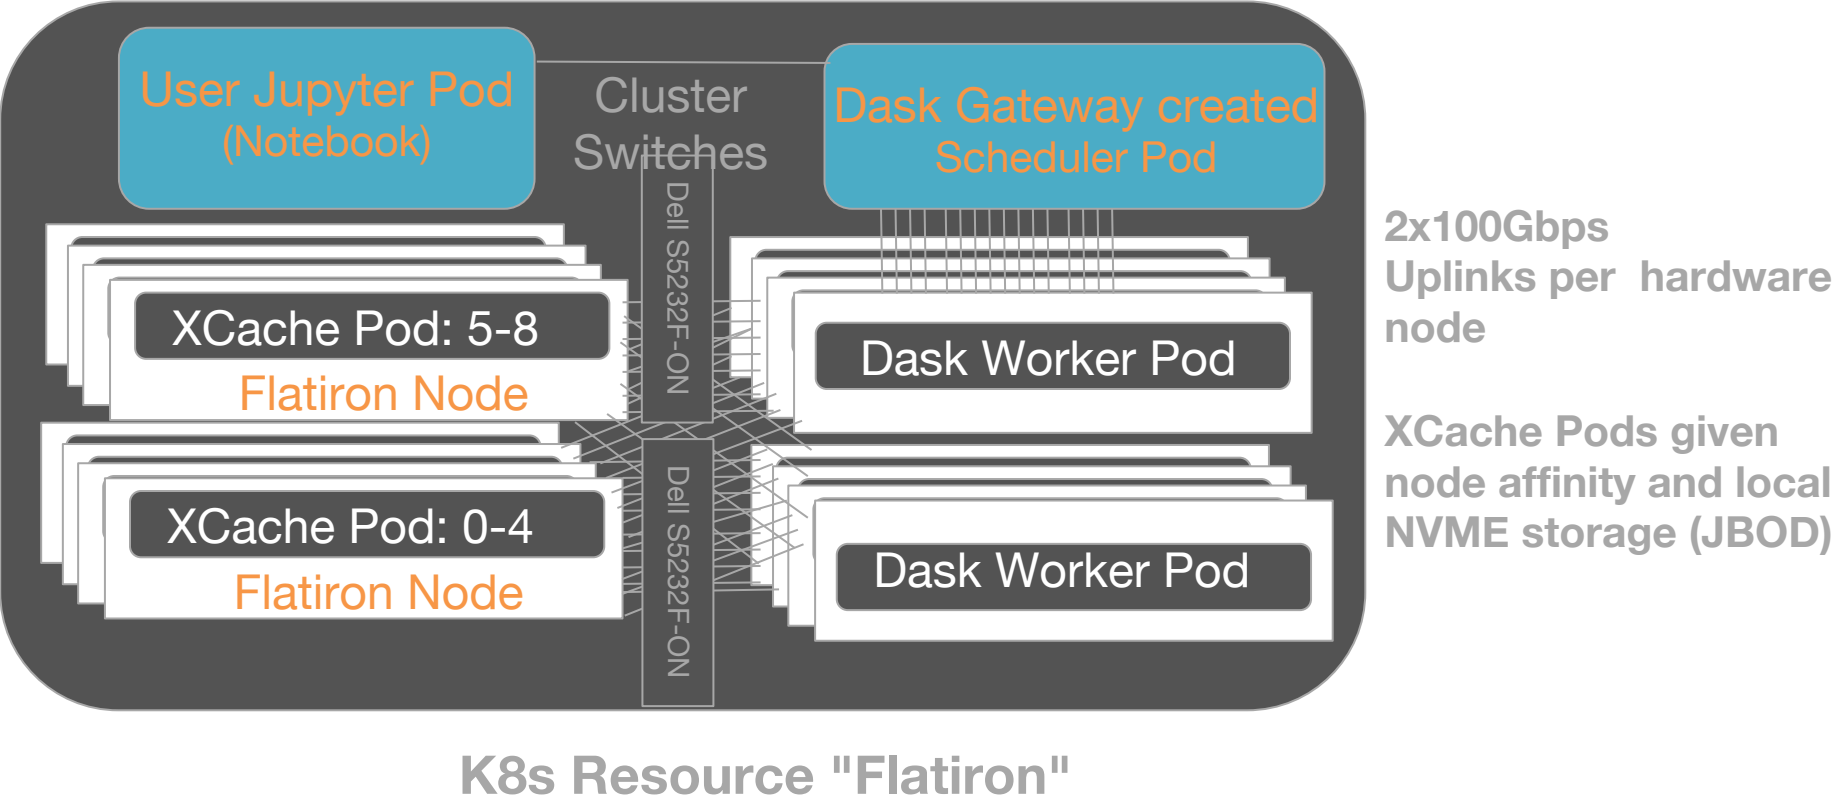 User Jupyter Pod
(Notebook)
Cluster
Switches
Dask Gateway created
Scheduler Pod
Dell S5232F-ON
XCache Pod: 5-8
Flatiron Node
Dask Worker Pod
XCache Pod: 0-4
Flatiron Node
Dell S5232F-ON
Dask Worker Pod
2x100Gbps
Uplinks per hardware
node
XCache Pods given
node affinity and local
NVME storage (JBOD)
K8s Resource "Flatiron"